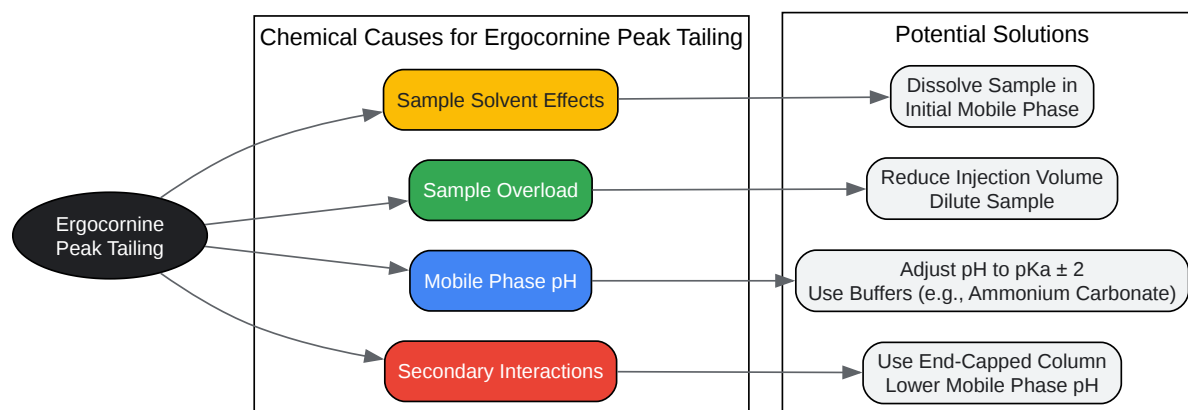 Chemical Causes for Ergocornine Peak Tailing
Potential Solutions
Sample Solvent Effects
Dissolve Sample in
Initial Mobile Phase
Sample Overload
Reduce Injection Volume
Dilute Sample
Ergocornine
Peak Tailing
Mobile Phase pH
Adjust pH to pKa ± 2
Use Buffers (e.g., Ammonium Carbonate)
Secondary Interactions
Use End-Capped Column
Lower Mobile Phase pH